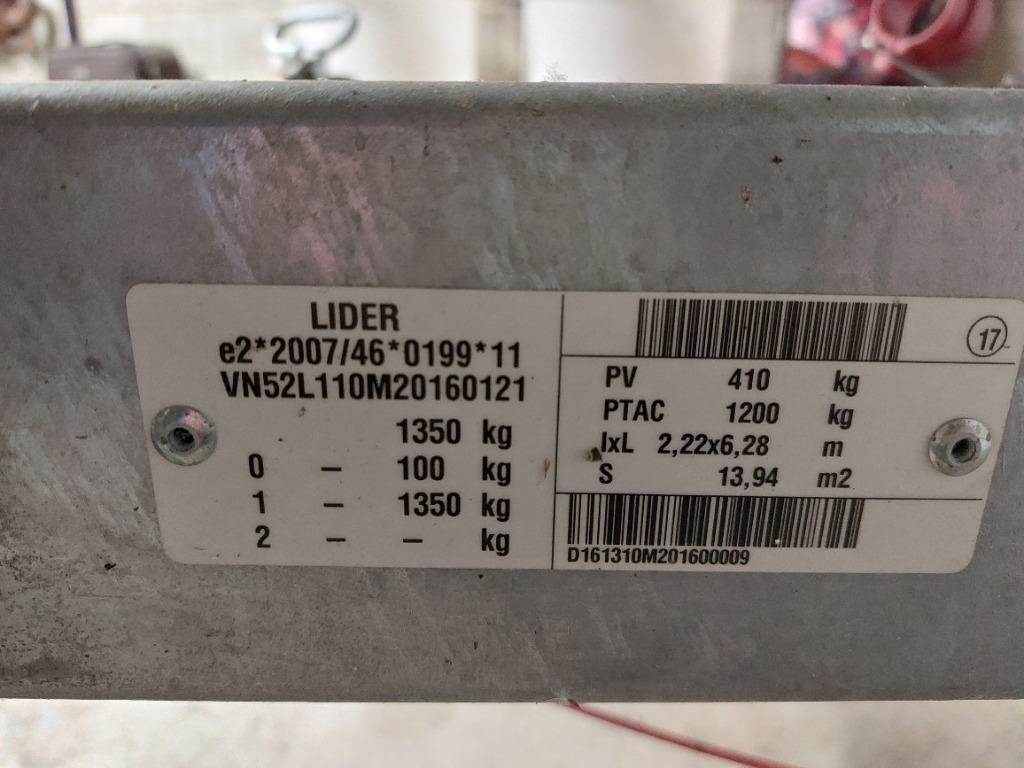 LIDER
e2*2007/46*0199*11
VN52L110M20160121
1350 kg
0 – 100 kg
1 – 1350 kg
2 – – kg
17
PV 410 kg
PTAC 1200 kg
lxL 2,22x6,28 m
S 13,94 m2
D161310M201600009